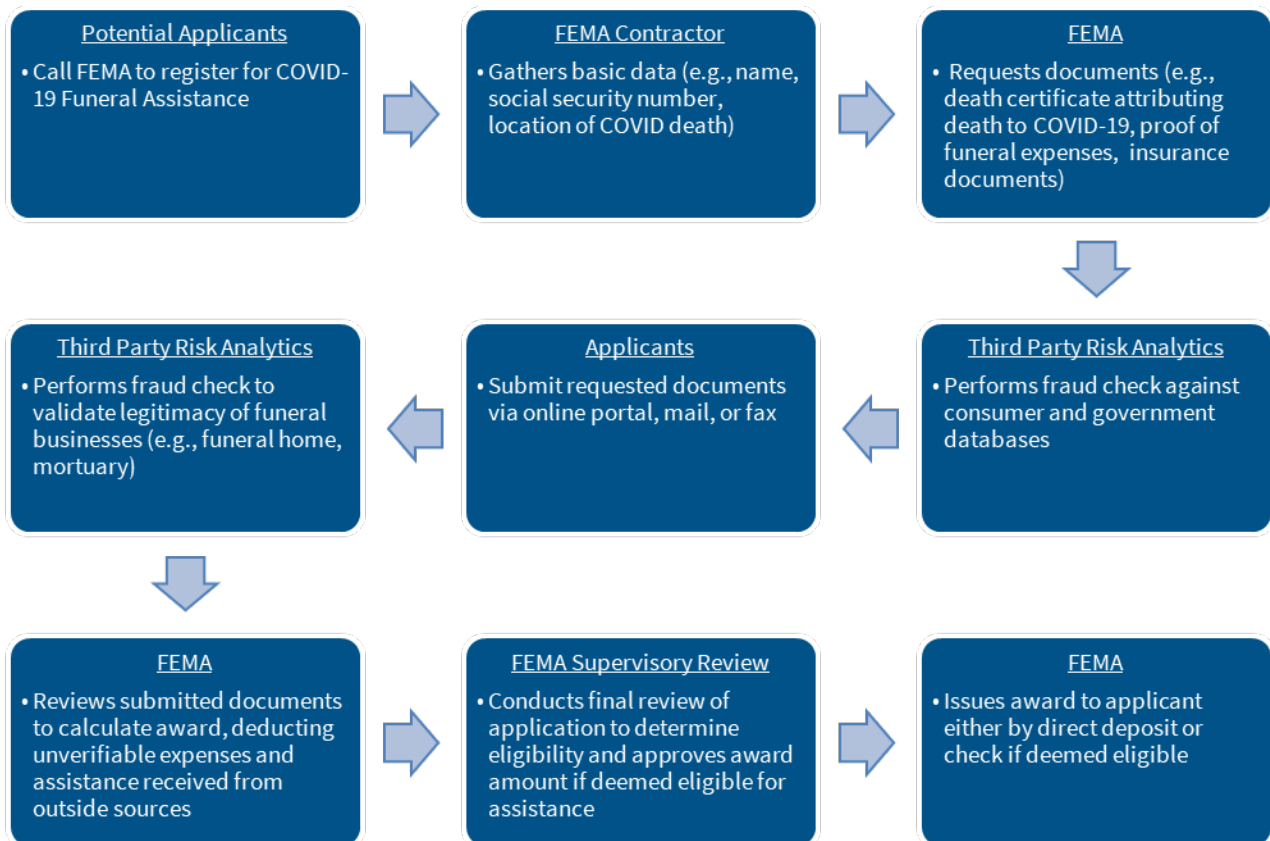 Potential Applicants
• Call FEMA to register for COVID-
19 Funeral Assistance
FEMA Contractor
• Gathers basic data (e.g., name,
social security number,
location of COVID death)
FEMA
• Requests documents (e.g.,
death certificate attributing
death to COVID-19, proof of
funeral expenses, insurance
documents)
Third Party Risk Analytics
• Performs fraud check against
consumer and government
databases
Applicants
• Submit requested documents
via online portal, mail, or fax
Third Party Risk Analytics
• Performs fraud check to
validate legitimacy of funeral
businesses (e.g., funeral home,
mortuary)
FEMA
• Reviews submitted documents
to calculate award, deducting
unverifiable expenses and
assistance received from
outside sources
FEMA Supervisory Review
• Conducts final review of
application to determine
eligibility and approves award
amount if deemed eligible for
assistance
FEMA
• Issues award to applicant
either by direct deposit or
check if deemed eligible